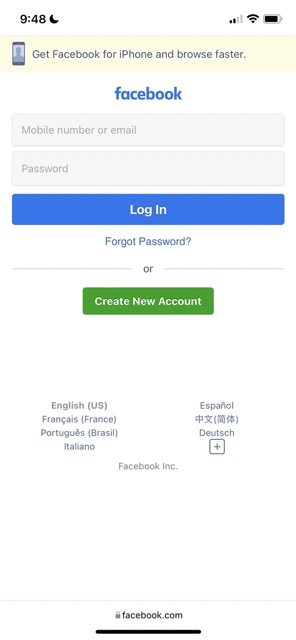 9:48
Get Facebook for iPhone and browse faster.
facebook
Mobile number or email
Password
Log In
Forgot Password?
or
Create New Account
English (US)
Español
Français (France)
中文(简体)
Português (Brasil)
Deutsch
Italiano
+
Facebook Inc.
facebook.com